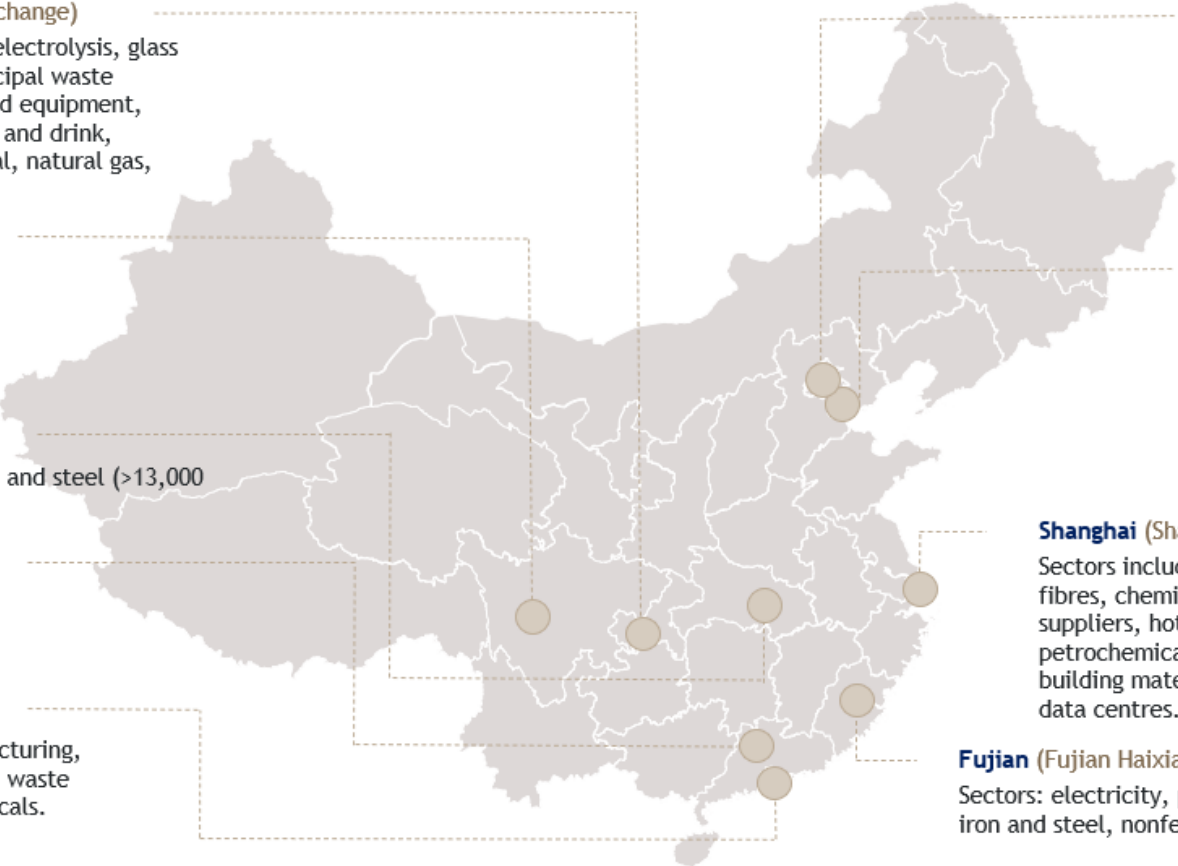 change)
electrolysis, glass
cipal waste
d equipment,
and drink,
al, natural gas,
and steel (>13,000
cturing,
waste
cals.
Shanghai (Sha
Sectors includ
fibres, chemi
suppliers, hot
petrochemica
building mate
data centres.
Fujian (Fujian Haixia
Sectors: electricity,
iron and steel, nonfe